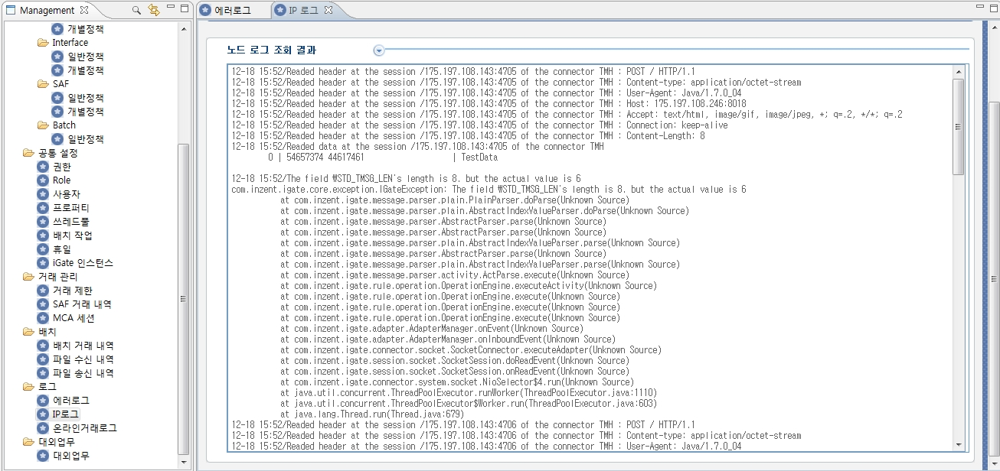 Management
개별정책
Interface
일반정책
개별정책
SAF
일반정책
개별정책
Batch
일반정책
공통 설정
권한
Role
사용자
프로퍼티
쓰레드풀
배치 작업
휴일
iGate 인스턴스
거래 관리
거래 제한
SAF 거래 내역
MCA 세션
배치
배치 거래 내역
파일 수신 내역
파일 송신 내역
로그
에러로그
IP로그
온라인거래로그
대외업무
대외업무
에러로그
IP 로그
노드 로그 조회 결과
12-18 15:52/Readed header at the session /175.197.108.143:4705 of the connector TMH : POST / HTTP/1.1
12-18 15:52/Readed header at the session /175.197.108.143:4705 of the connector TMH : Content-type: application/octet-stream
12-18 15:52/Readed header at the session /175.197.108.143:4705 of the connector TMH : User-Agent: Java/1.7.0_04
12-18 15:52/Readed header at the session /175.197.108.143:4705 of the connector TMH : Host: 175.197.108.246:8018
12-18 15:52/Readed header at the session /175.197.108.143:4705 of the connector TMH : Accept: text/html, image/gif, image/jpeg, *; q=.2, */*; q=.2
12-18 15:52/Readed header at the session /175.197.108.143:4705 of the connector TMH : Connection: keep-alive
12-18 15:52/Readed header at the session /175.197.108.143:4705 of the connector TMH : Content-Length: 8
12-18 15:52/Readed data at the session /175.197.108.143:4705 of the connector TMH
0 | 54657374 44617461 | TestData
12-18 15:52/The field #STD_TMSG_LEN's length is 8. but the actual value is 6
com.inzent.igate.core.exception.IGateException: The field #STD_TMSG_LEN's length is 8. but the actual value is 6
at com.inzent.igate.message.parser.plain.PlainParser.doParse(Unknown Source)
at com.inzent.igate.message.parser.plain.AbstractIndexValueParser.doParse(Unknown Source)
at com.inzent.igate.message.parser.AbstractParser.parse(Unknown Source)
at com.inzent.igate.message.parser.AbstractParser.parse(Unknown Source)
at com.inzent.igate.message.parser.plain.AbstractIndexValueParser.parse(Unknown Source)
at com.inzent.igate.message.parser.AbstractParser.parse(Unknown Source)
at com.inzent.igate.message.parser.plain.AbstractIndexValueParser.parse(Unknown Source)
at com.inzent.igate.message.parser.activity.ActParse.execute(Unknown Source)
at com.inzent.igate.rule.operation.OperationEngine.executeActivity(Unknown Source)
at com.inzent.igate.rule.operation.OperationEngine.execute(Unknown Source)
at com.inzent.igate.rule.operation.OperationEngine.execute(Unknown Source)
at com.inzent.igate.rule.operation.OperationEngine.execute(Unknown Source)
at com.inzent.igate.adapter.AdapterManager.onEvent(Unknown Source)
at com.inzent.igate.adapter.AdapterManager.onInboundEvent(Unknown Source)
at com.inzent.igate.connector.socket.SocketConnector.executeAdapter(Unknown Source)
at com.inzent.igate.session.socket.SocketSession.doReadEvent(Unknown Source)
at com.inzent.igate.session.socket.SocketSession.onReadEvent(Unknown Source)
at com.inzent.igate.connector.system.socket.NioSelector$4.run(Unknown Source)
at java.util.concurrent.ThreadPoolExecutor.runWorker(ThreadPoolExecutor.java:1110)
at java.util.concurrent.ThreadPoolExecutor$Worker.run(ThreadPoolExecutor.java:603)
at java.lang.Thread.run(Thread.java:679)
12-18 15:52/Readed header at the session /175.197.108.143:4706 of the connector TMH : POST / HTTP/1.1
12-18 15:52/Readed header at the session /175.197.108.143:4706 of the connector TMH : Content-type: application/octet-stream
12-18 15:52/Readed header at the session /175.197.108.143:4706 of the connector TMH : User-Agent: Java/1.7.0_04